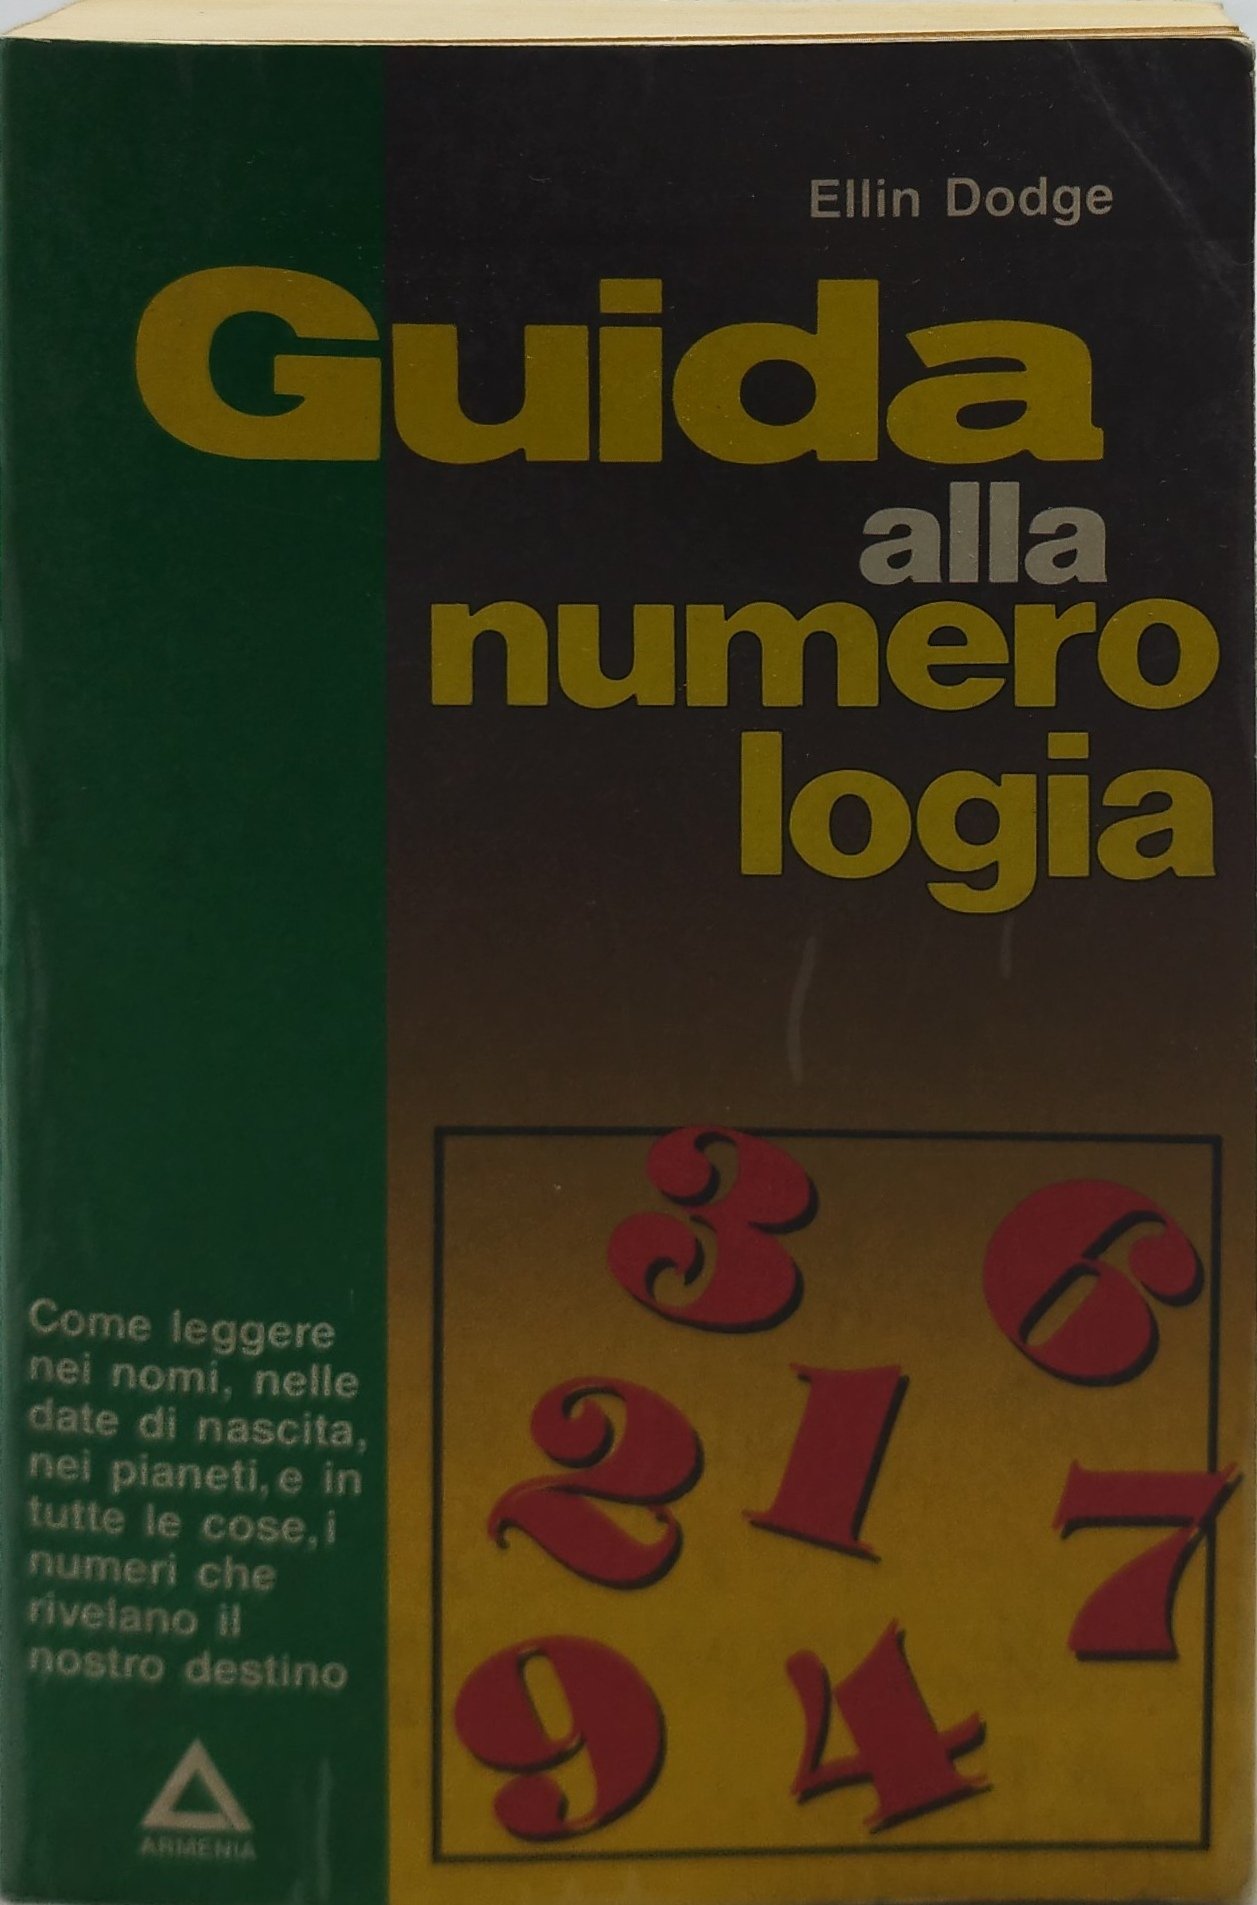 Ellin Dodge
Guida
alla
numero
logia
3
6
2
1
7
9
4
Come leggere
nei nomi, nelle
date di nascita,
nei pianeti, e in
tutte le cose, i
numeri che
rivelano il
nostro destino
ARMENIA